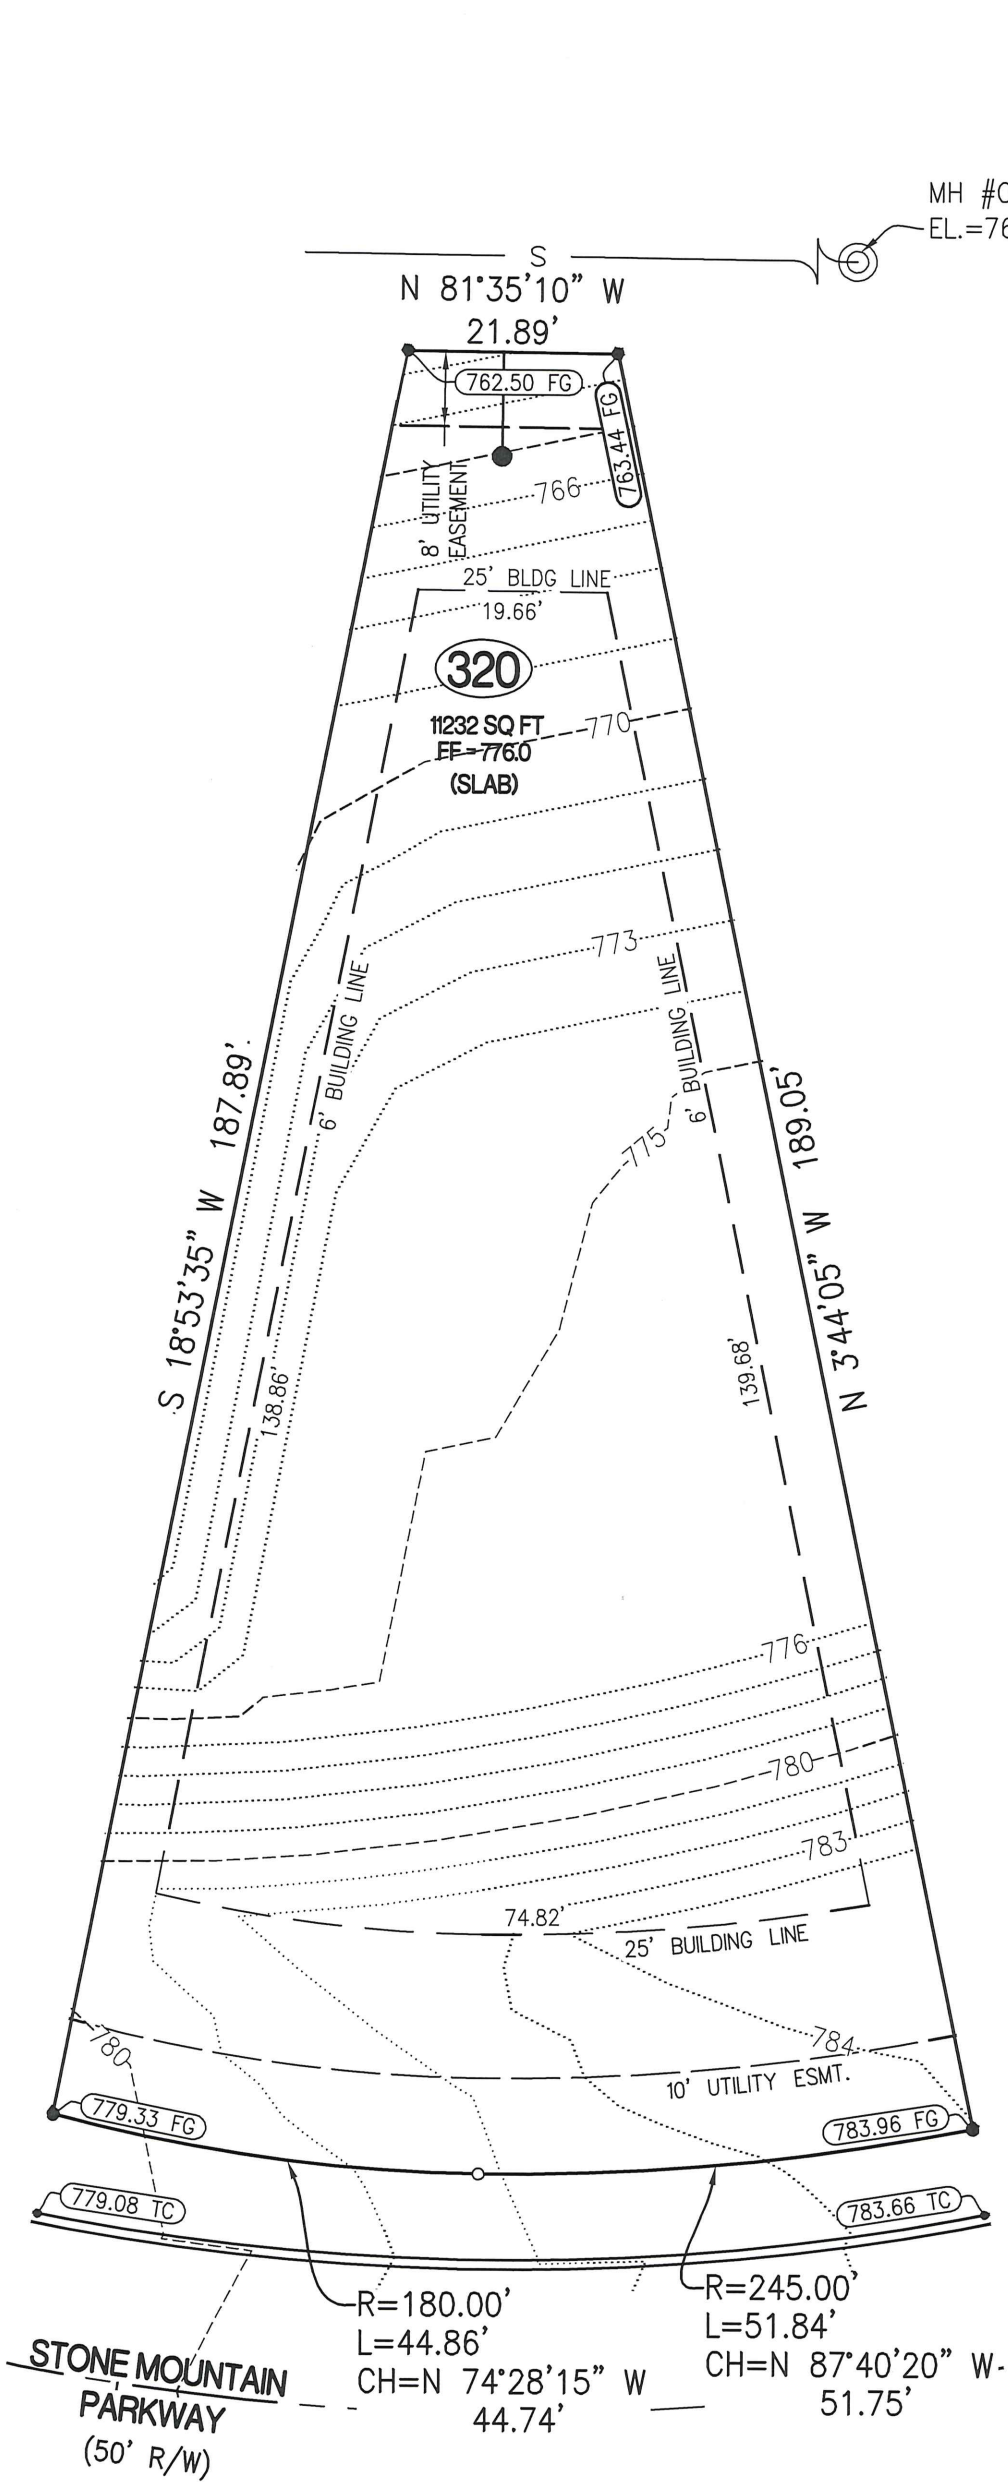 MH #
EL.=76
S
N 81°35'10" W
21.89'
762.50 FG
763.44 FG
8' UTILITY
EASEMENT
766
25' BLDG LINE
19.66'
320
11232 SQ FT
FF=776.0
(SLAB)
770
773
6' BUILDING LINE
6' BUILDING LINE
775
S 18°53'35" W 187.89'
N 3°44'05" W 189.05'
138.86'
139.68'
776
780
783
74.82'
25' BUILDING LINE
784
780
10' UTILITY ESMT.
779.33 FG
783.96 FG
779.08 TC
783.66 TC
R=180.00'
L=44.86'
CH=N 74°28'15" W
44.74'
R=245.00'
L=51.84'
CH=N 87°40'20" W
51.75'
STONE MOUNTAIN
PARKWAY
(50' R/W)